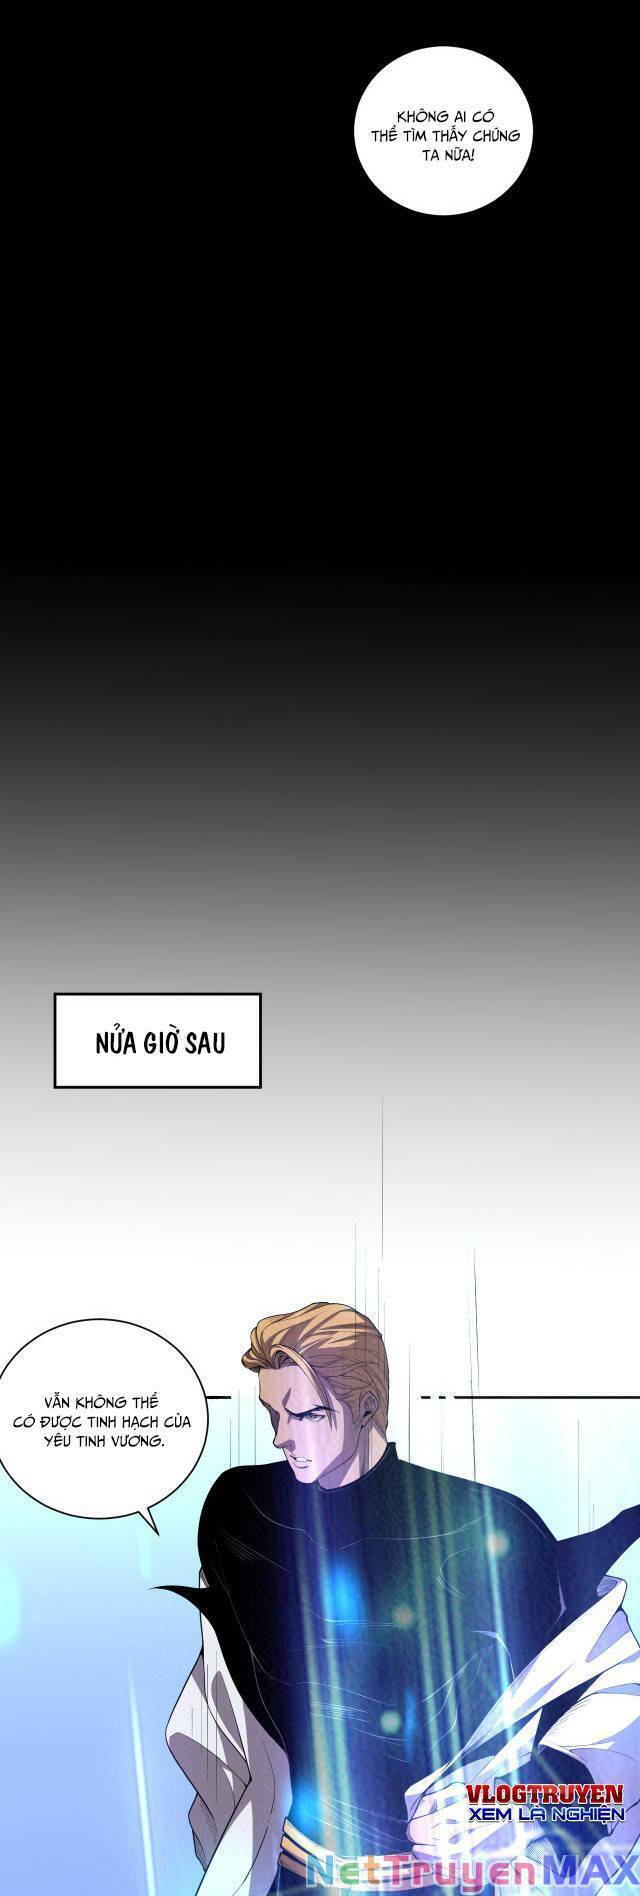 KHÔNG AI CÓ
THỂ TÌM THẤY CHÚNG
TA NỮA!
NỬA GIỜ SAU
VẪN KHÔNG THỂ
CÓ ĐƯỢC TINH HẠCH CỦA
YÊU TINH VƯƠNG.
VLOGTRUYEN
XEM LÀ NGHIỆN
NETTRUYENMAX